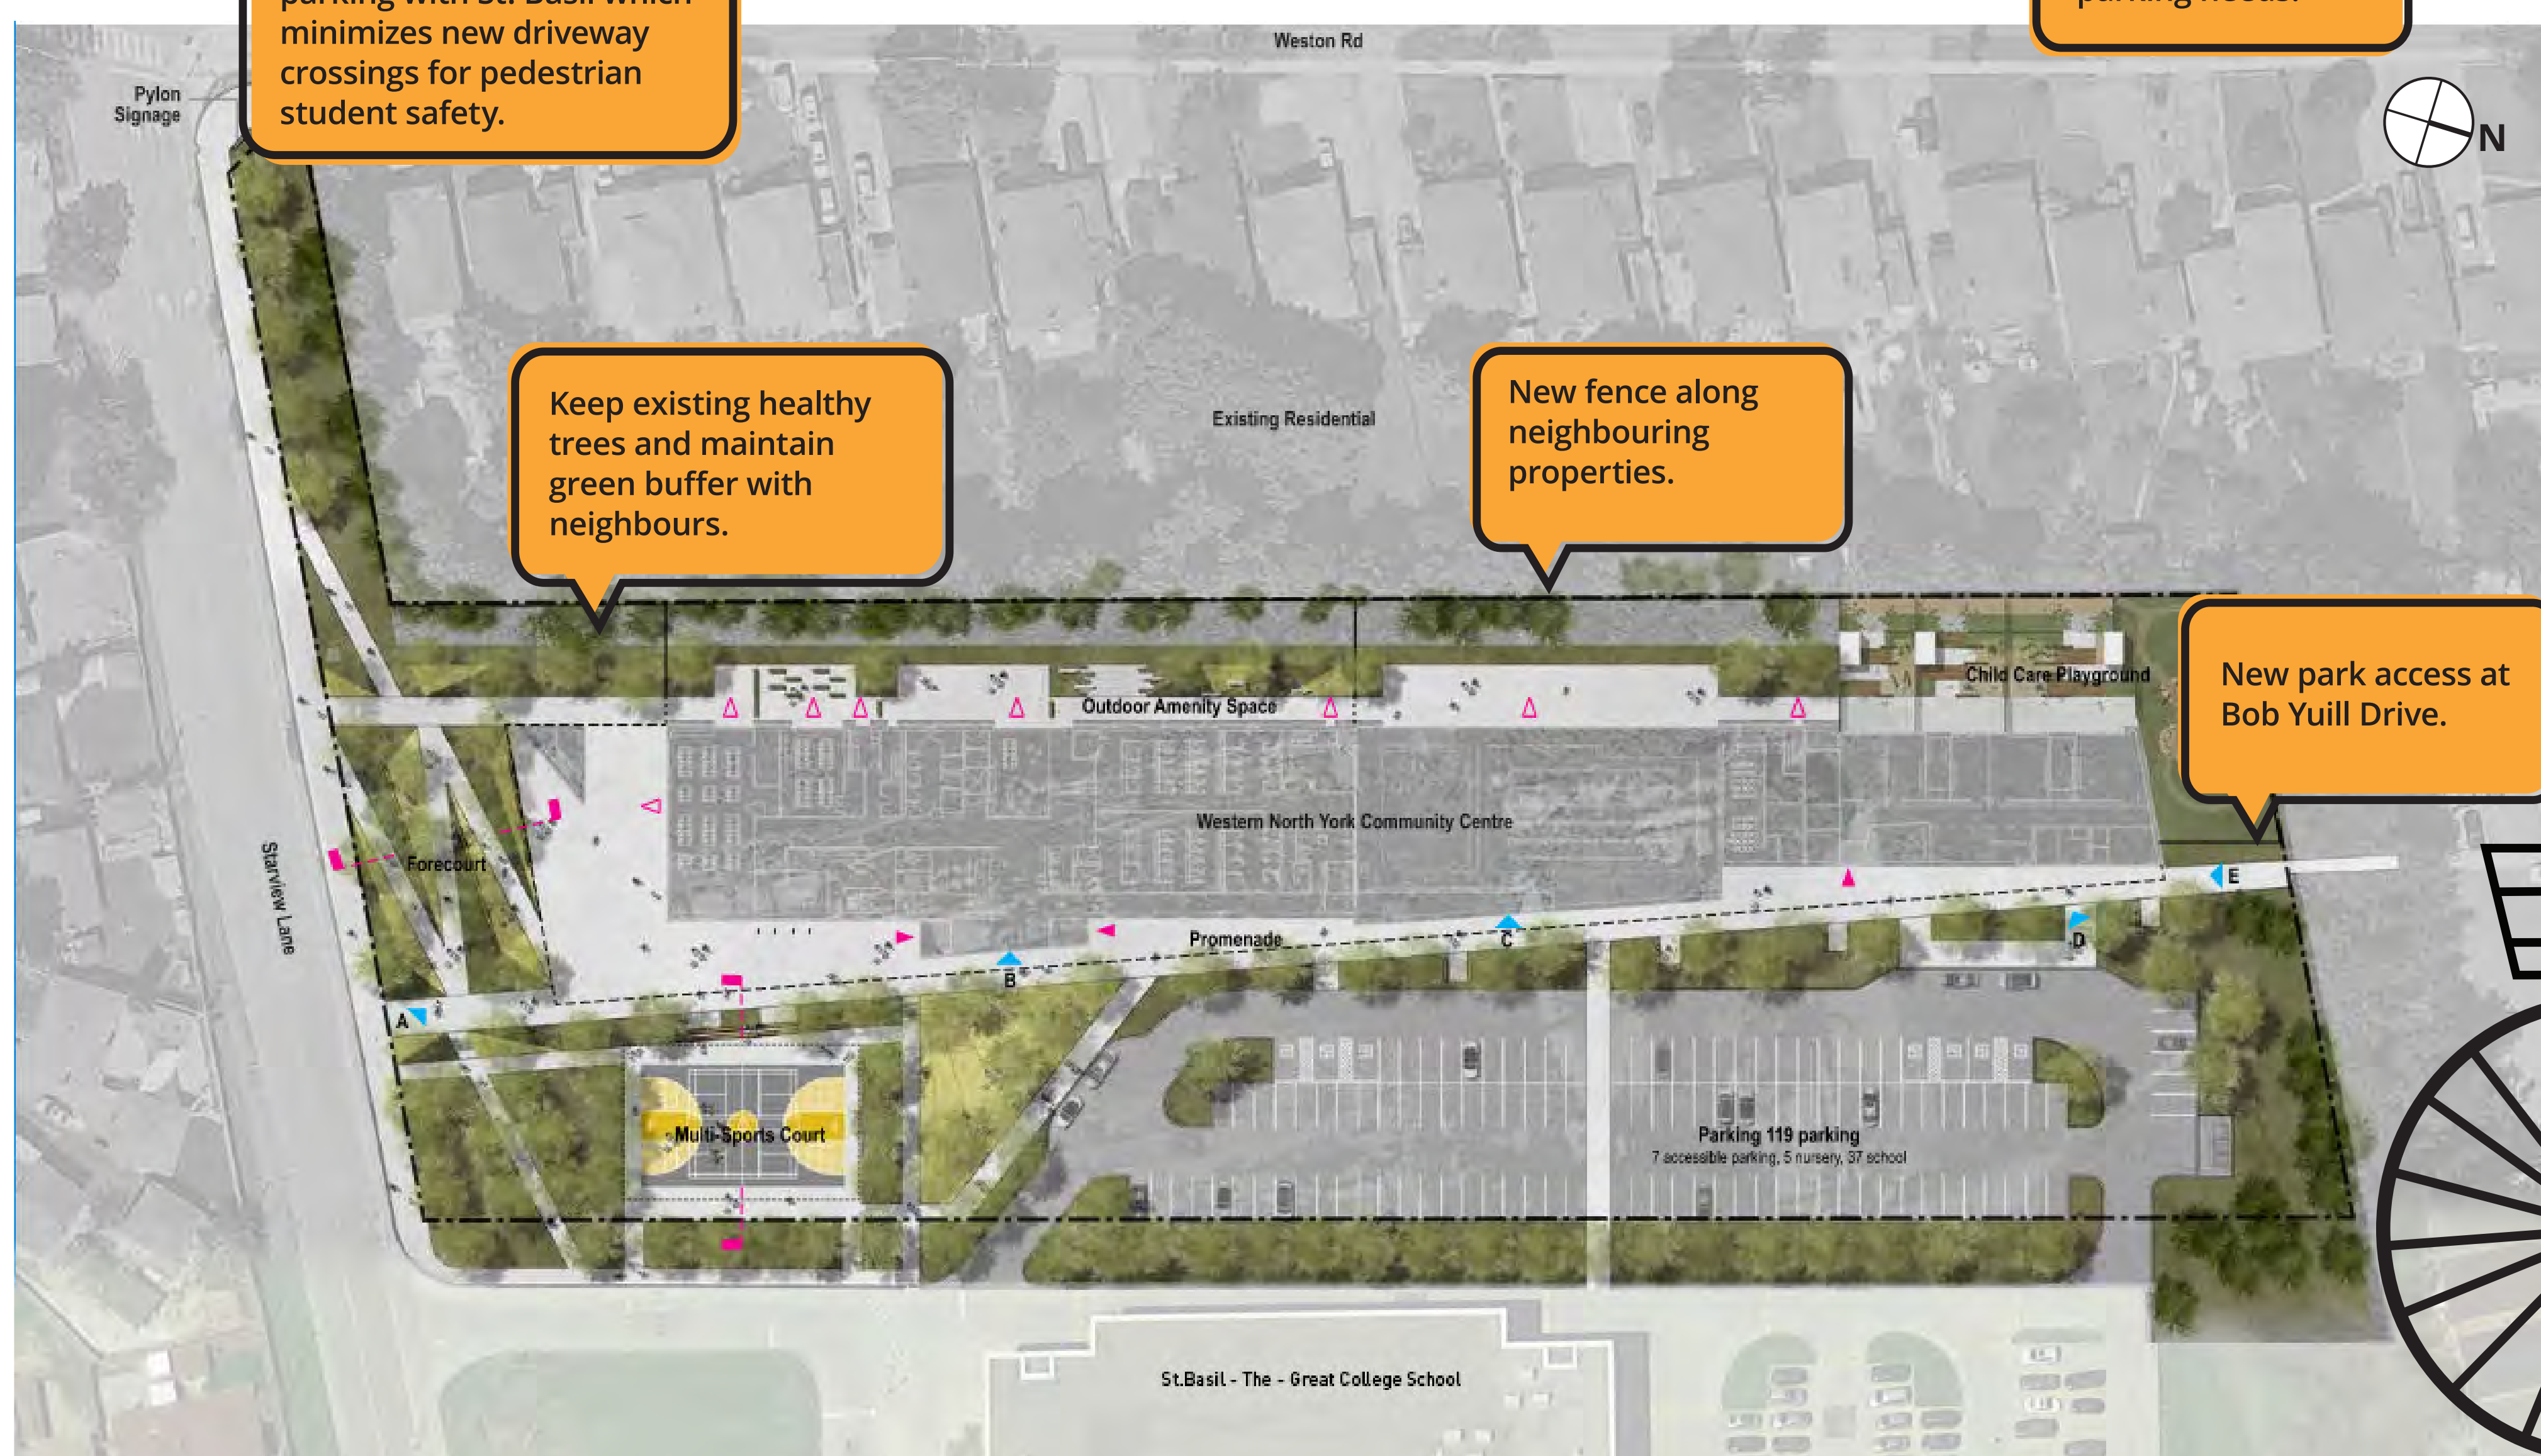 minimizes new driveway
crossings for pedestrian
student safety.
Weston Rd
Pylon
Signage
N
Keep existing healthy
trees and maintain
green buffer with
neighbours.
New fence along
neighbouring
properties.
Existing Residential
New park access at
Bob Yuill Drive.
Child Care Playground
Outdoor Amenity Space
Western North York Community Centre
Forecourt
Starview Lane
Promenade
A
B
C
D
E
Multi-Sports Court
Parking 119 parking
7 accessible parking, 5 nursery, 37 school
St.Basil - The - Great College School